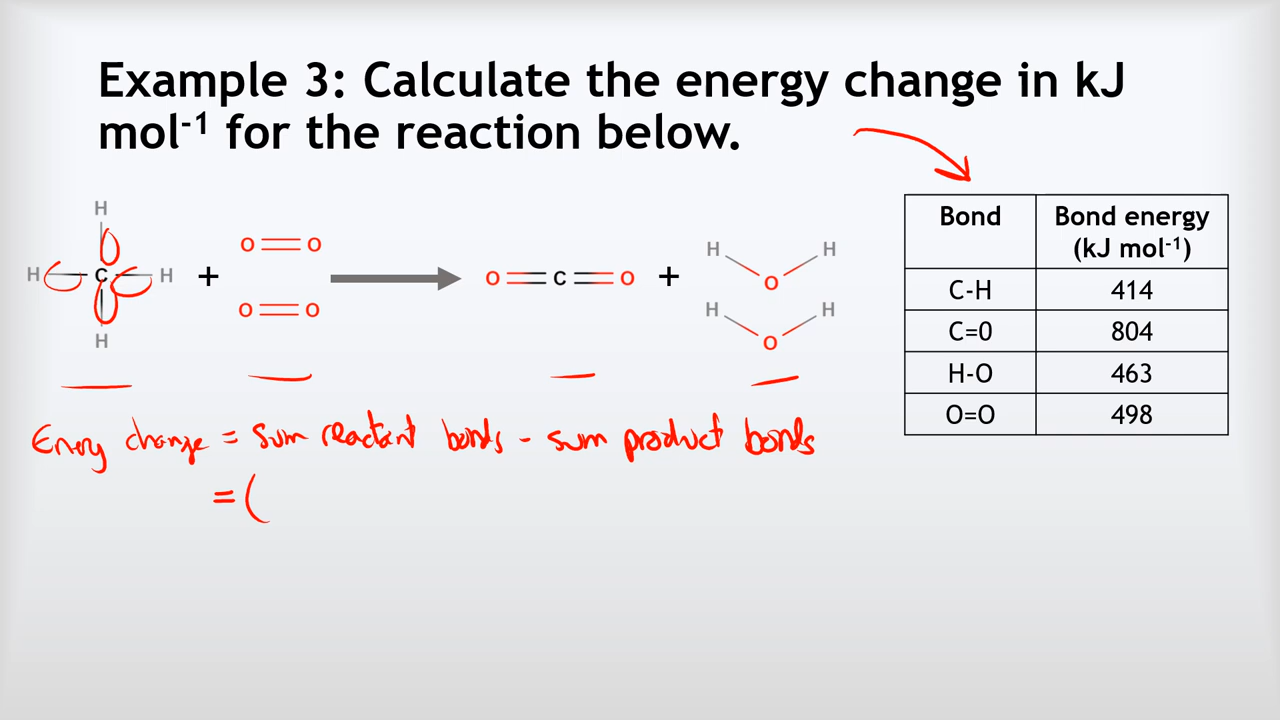 Example 3: Calculate the energy change in kJ
mol-1 for the reaction below.
H
H C H
H
+
O O
O O
O C O
+
H H
O
H H
O
Bond Bond energy (kJ mol-1)
C-H 414
C=0 804
H-O 463
O=O 498
Energy change = sum reactant bonds - sum product bonds
= (